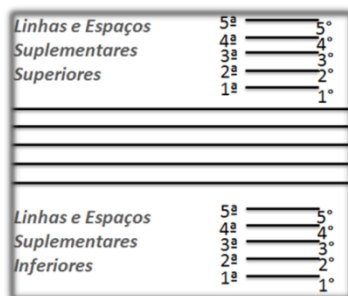 Linhas e Espaços
Suplementares
Superiores
5ª 5°
4ª 4°
3ª 3°
2ª 2°
1ª 1°
Linhas e Espaços
Suplementares
Inferiores
5ª 5°
4ª 4°
3ª 3°
2ª 2°
1ª 1°